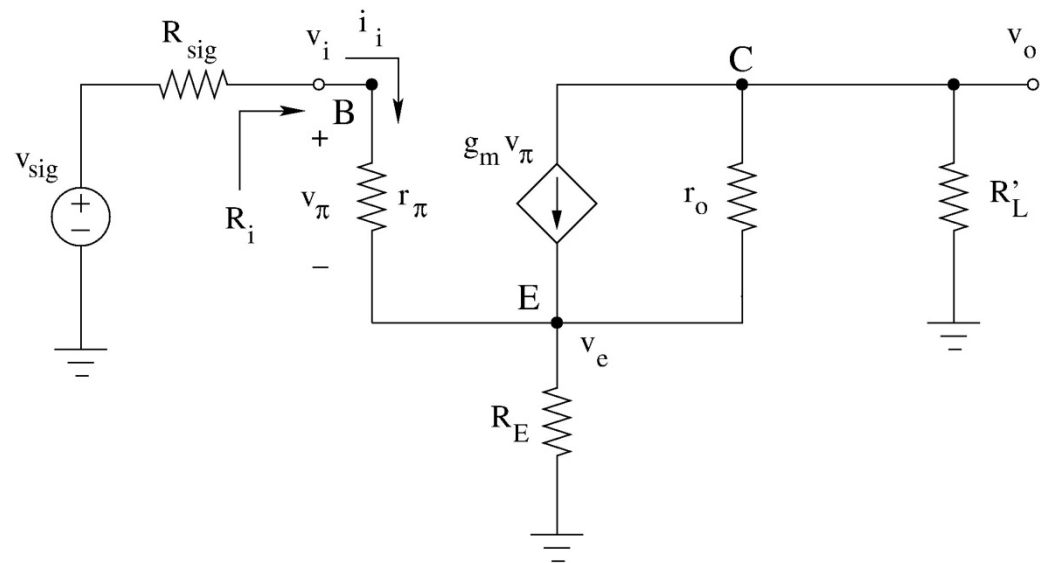 R_sig
v_i
i_i
v_o
C
B
+
g_m v_π
v_sig
+
−
R_i
v_π
r_π
r_o
R'_L
−
E
v_e
R_E